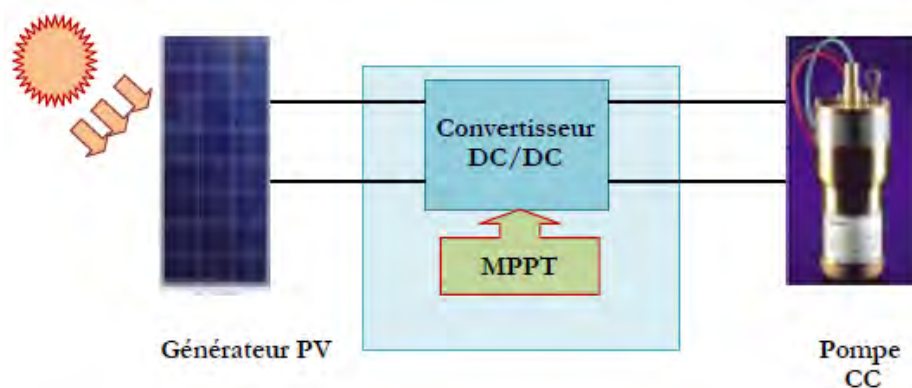 Convertisseur
DC/DC
MPPT
Générateur PV
Pompe
CC